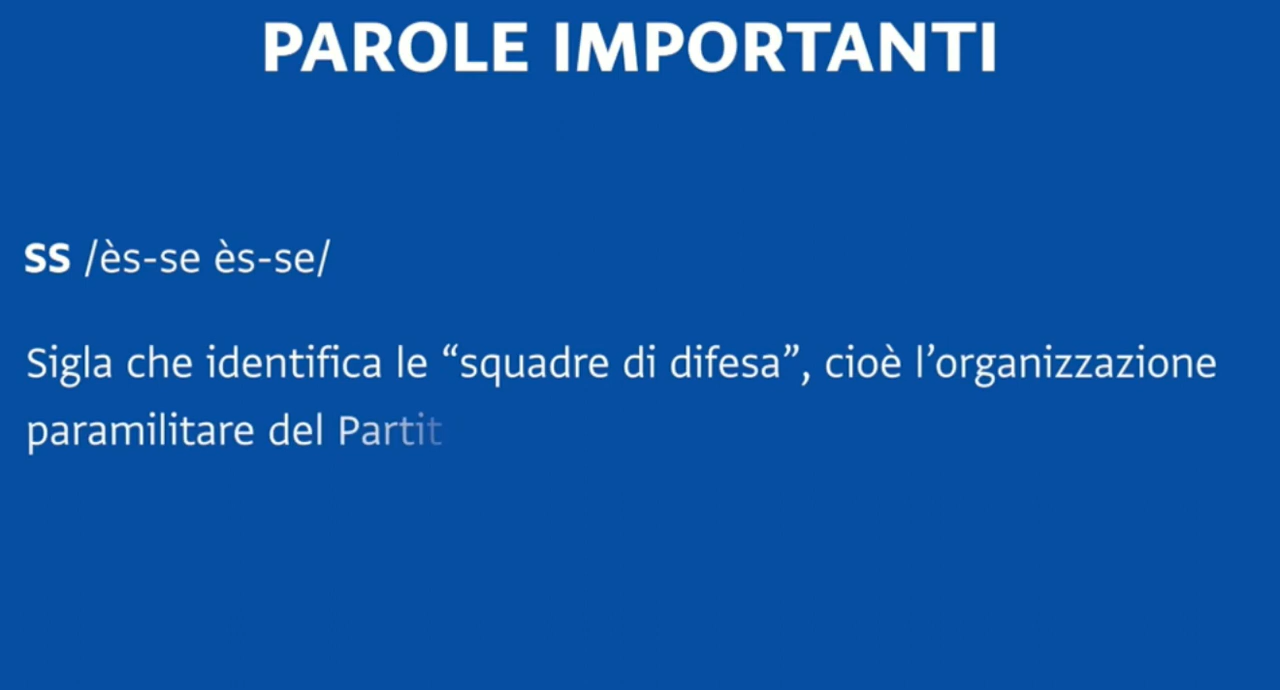 PAROLE IMPORTANTI
SS /ès-se ès-se/
Sigla che identifica le “squadre di difesa”, cioè l’organizzazione
paramilitare del Partit